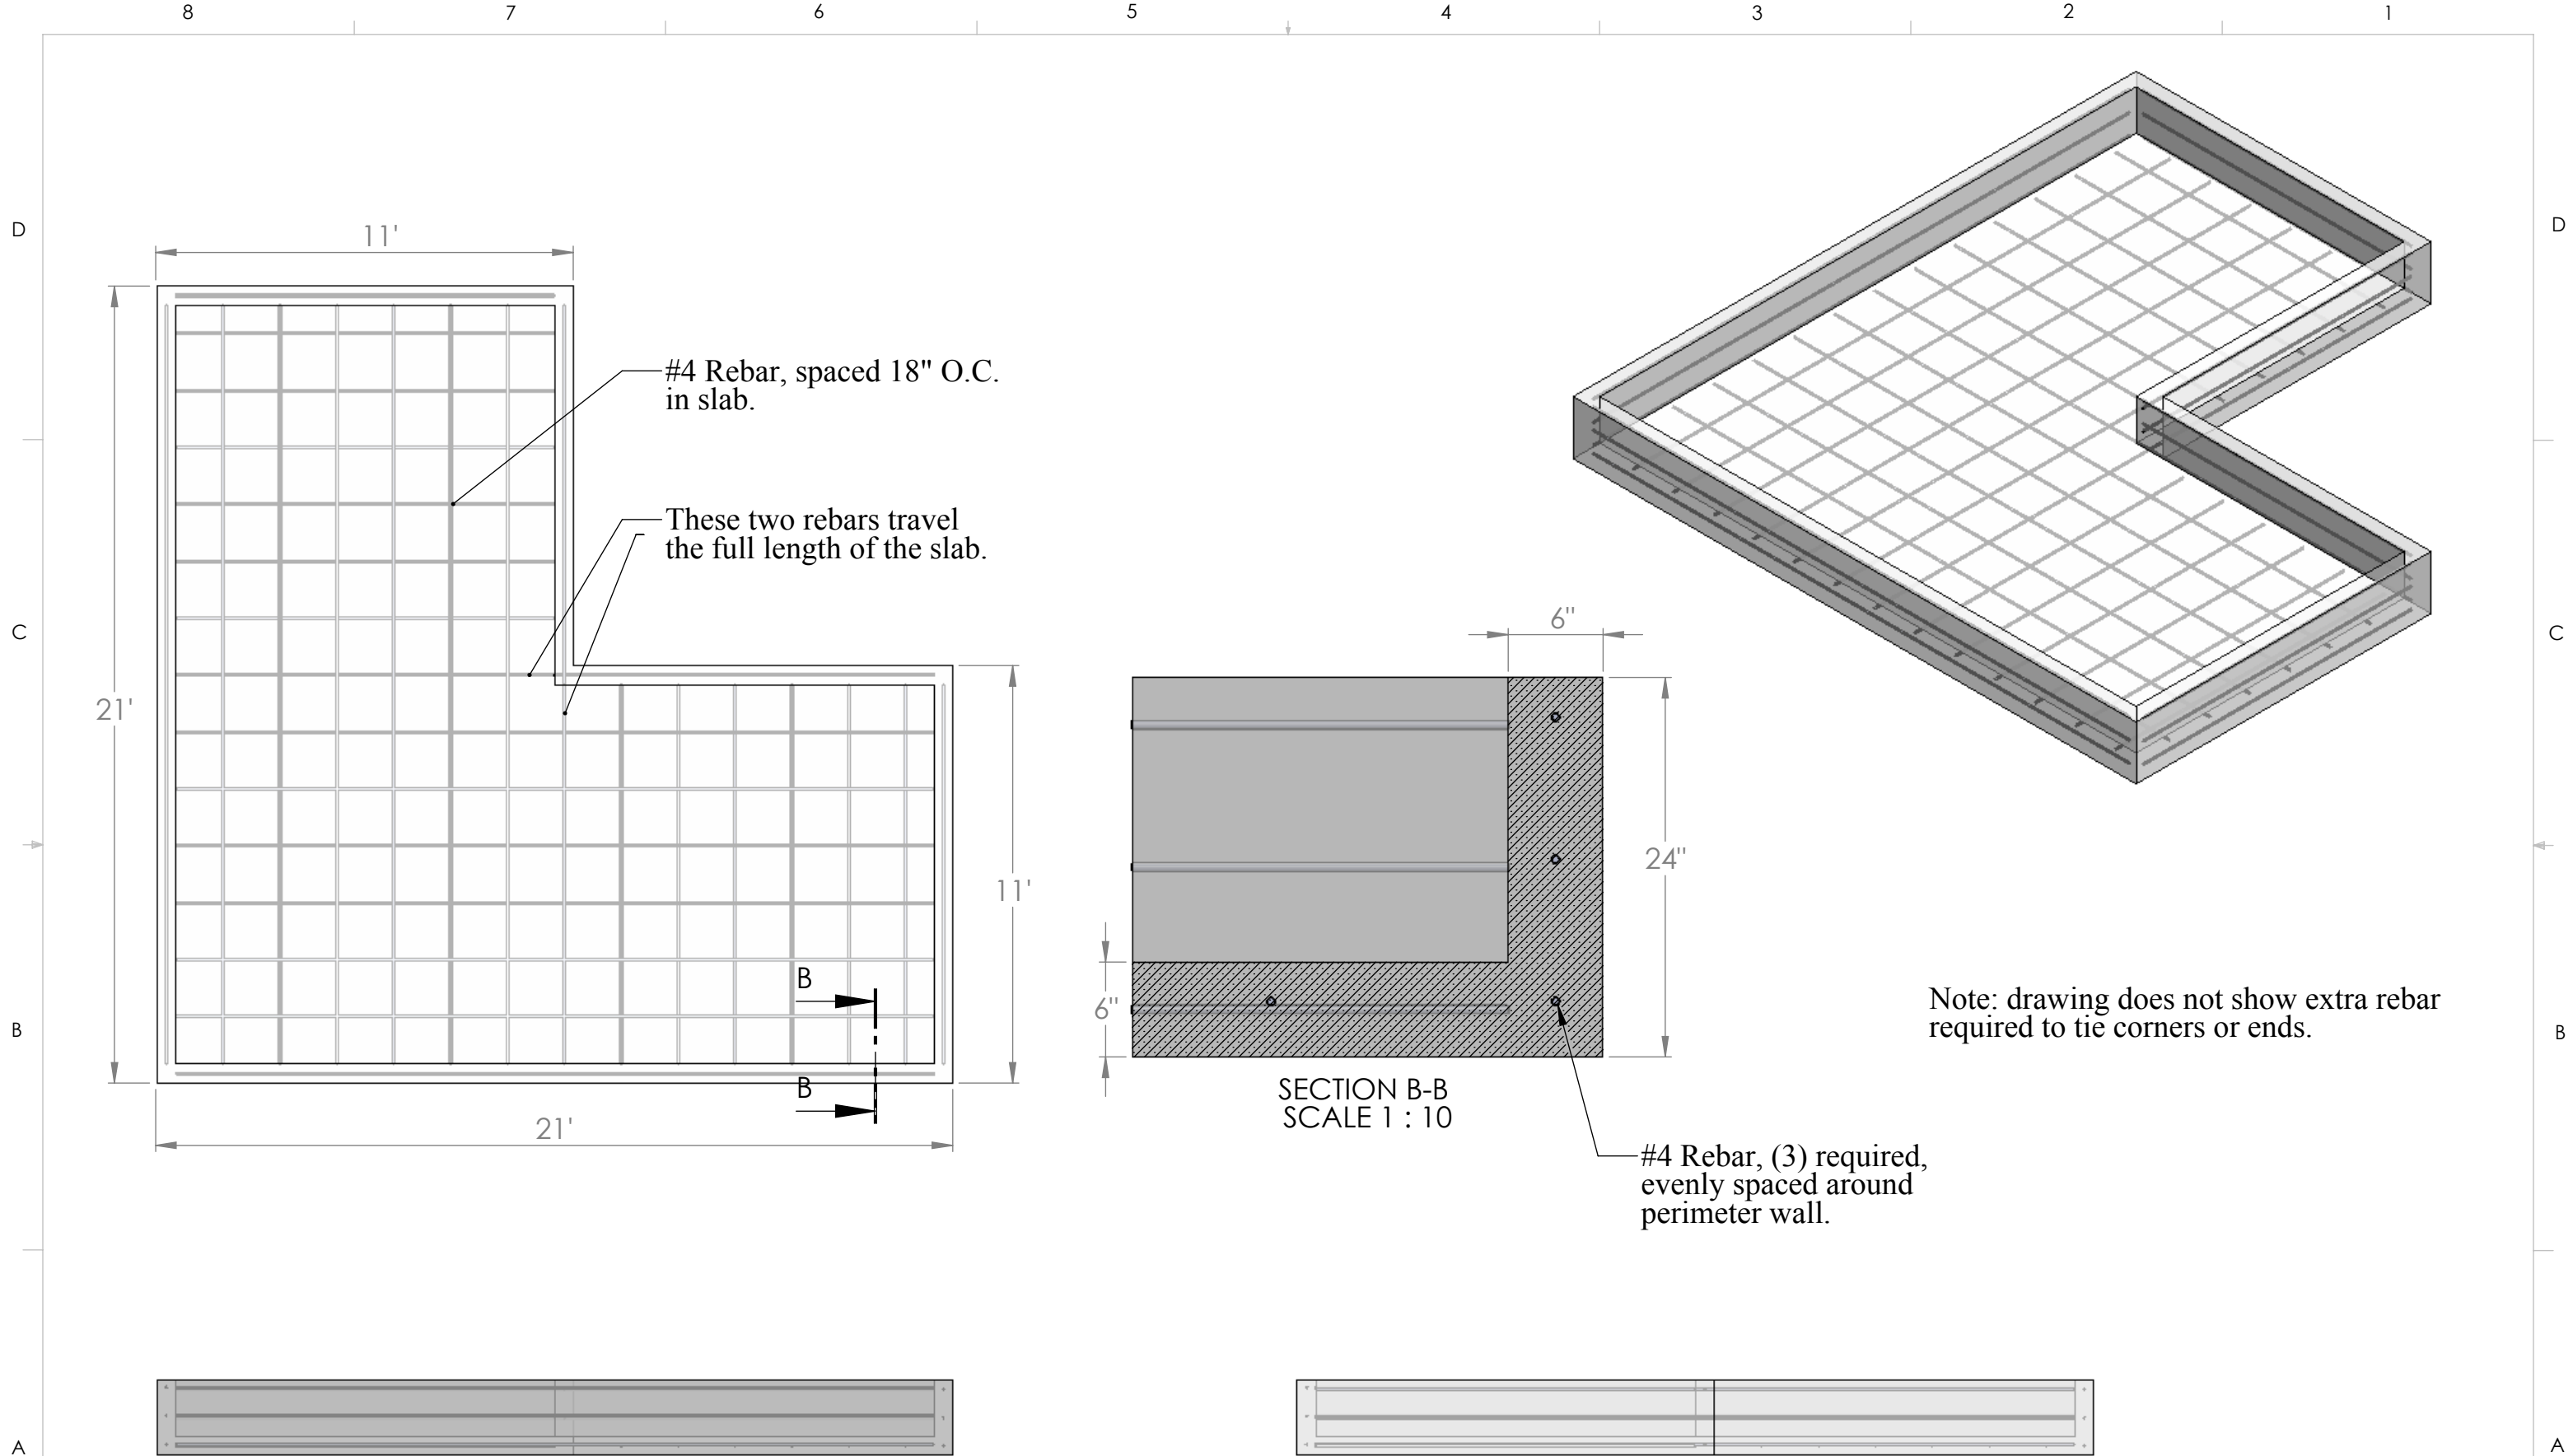 8 7 6 5 4 3 2 1
D
D
11'
#4 Rebar, spaced 18" O.C.
in slab.
These two rebars travel
the full length of the slab.
C
C
6"
21'
24"
11'
B
6"
Note: drawing does not show extra rebar
required to tie corners or ends.
B
B
B
SECTION B-B
SCALE 1 : 10
21'
#4 Rebar, (3) required,
evenly spaced around
perimeter wall.
A
A